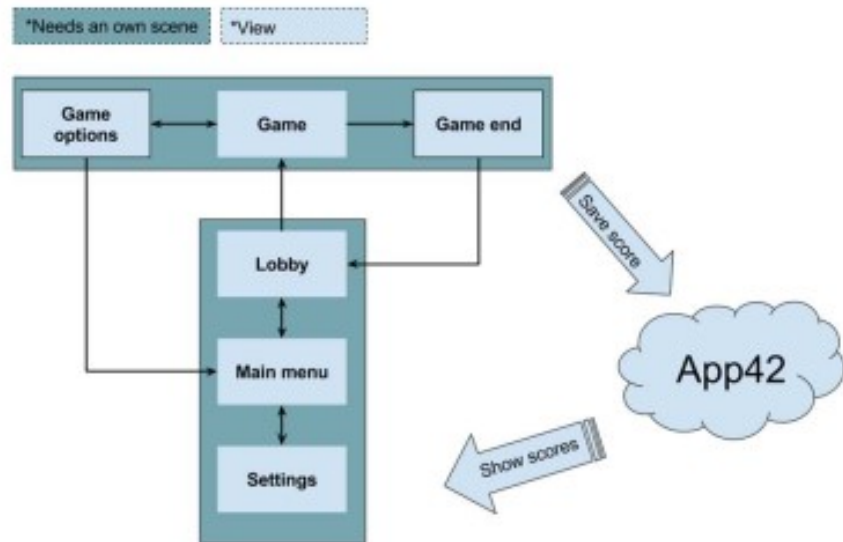 *Needs an own scene
*View
Game
options
Game
Game end
Save score
Lobby
App42
Main menu
Show scores
Settings